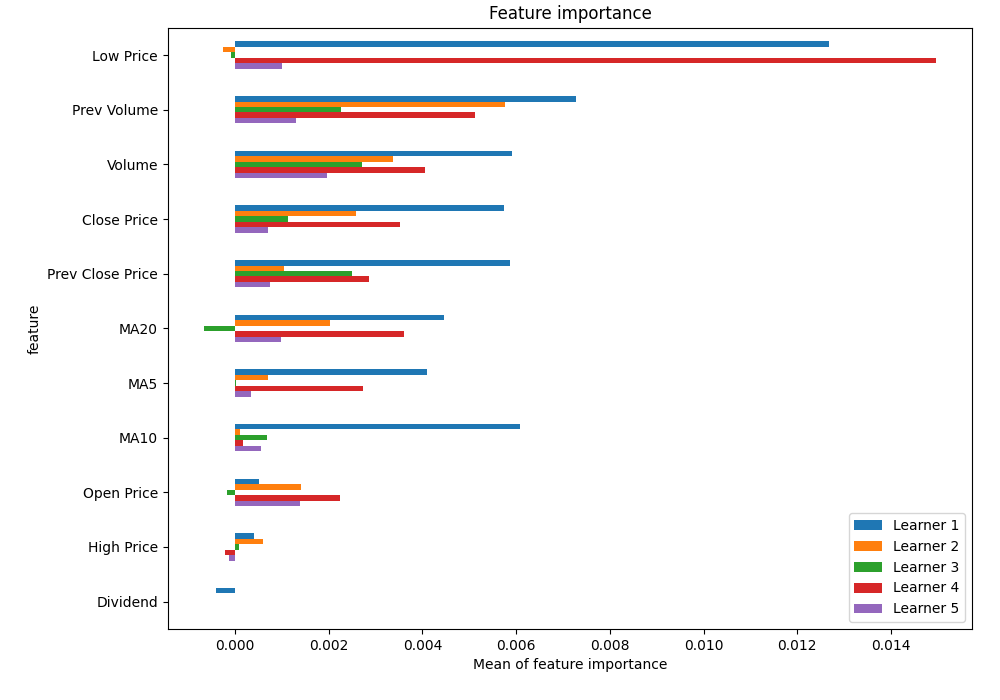 Feature importance
feature
Low Price
Prev Volume
Volume
Close Price
Prev Close Price
MA20
MA5
MA10
Open Price
High Price
Dividend
Learner 1
Learner 2
Learner 3
Learner 4
Learner 5
0.000 0.002 0.004 0.006 0.008 0.010 0.012 0.014
Mean of feature importance